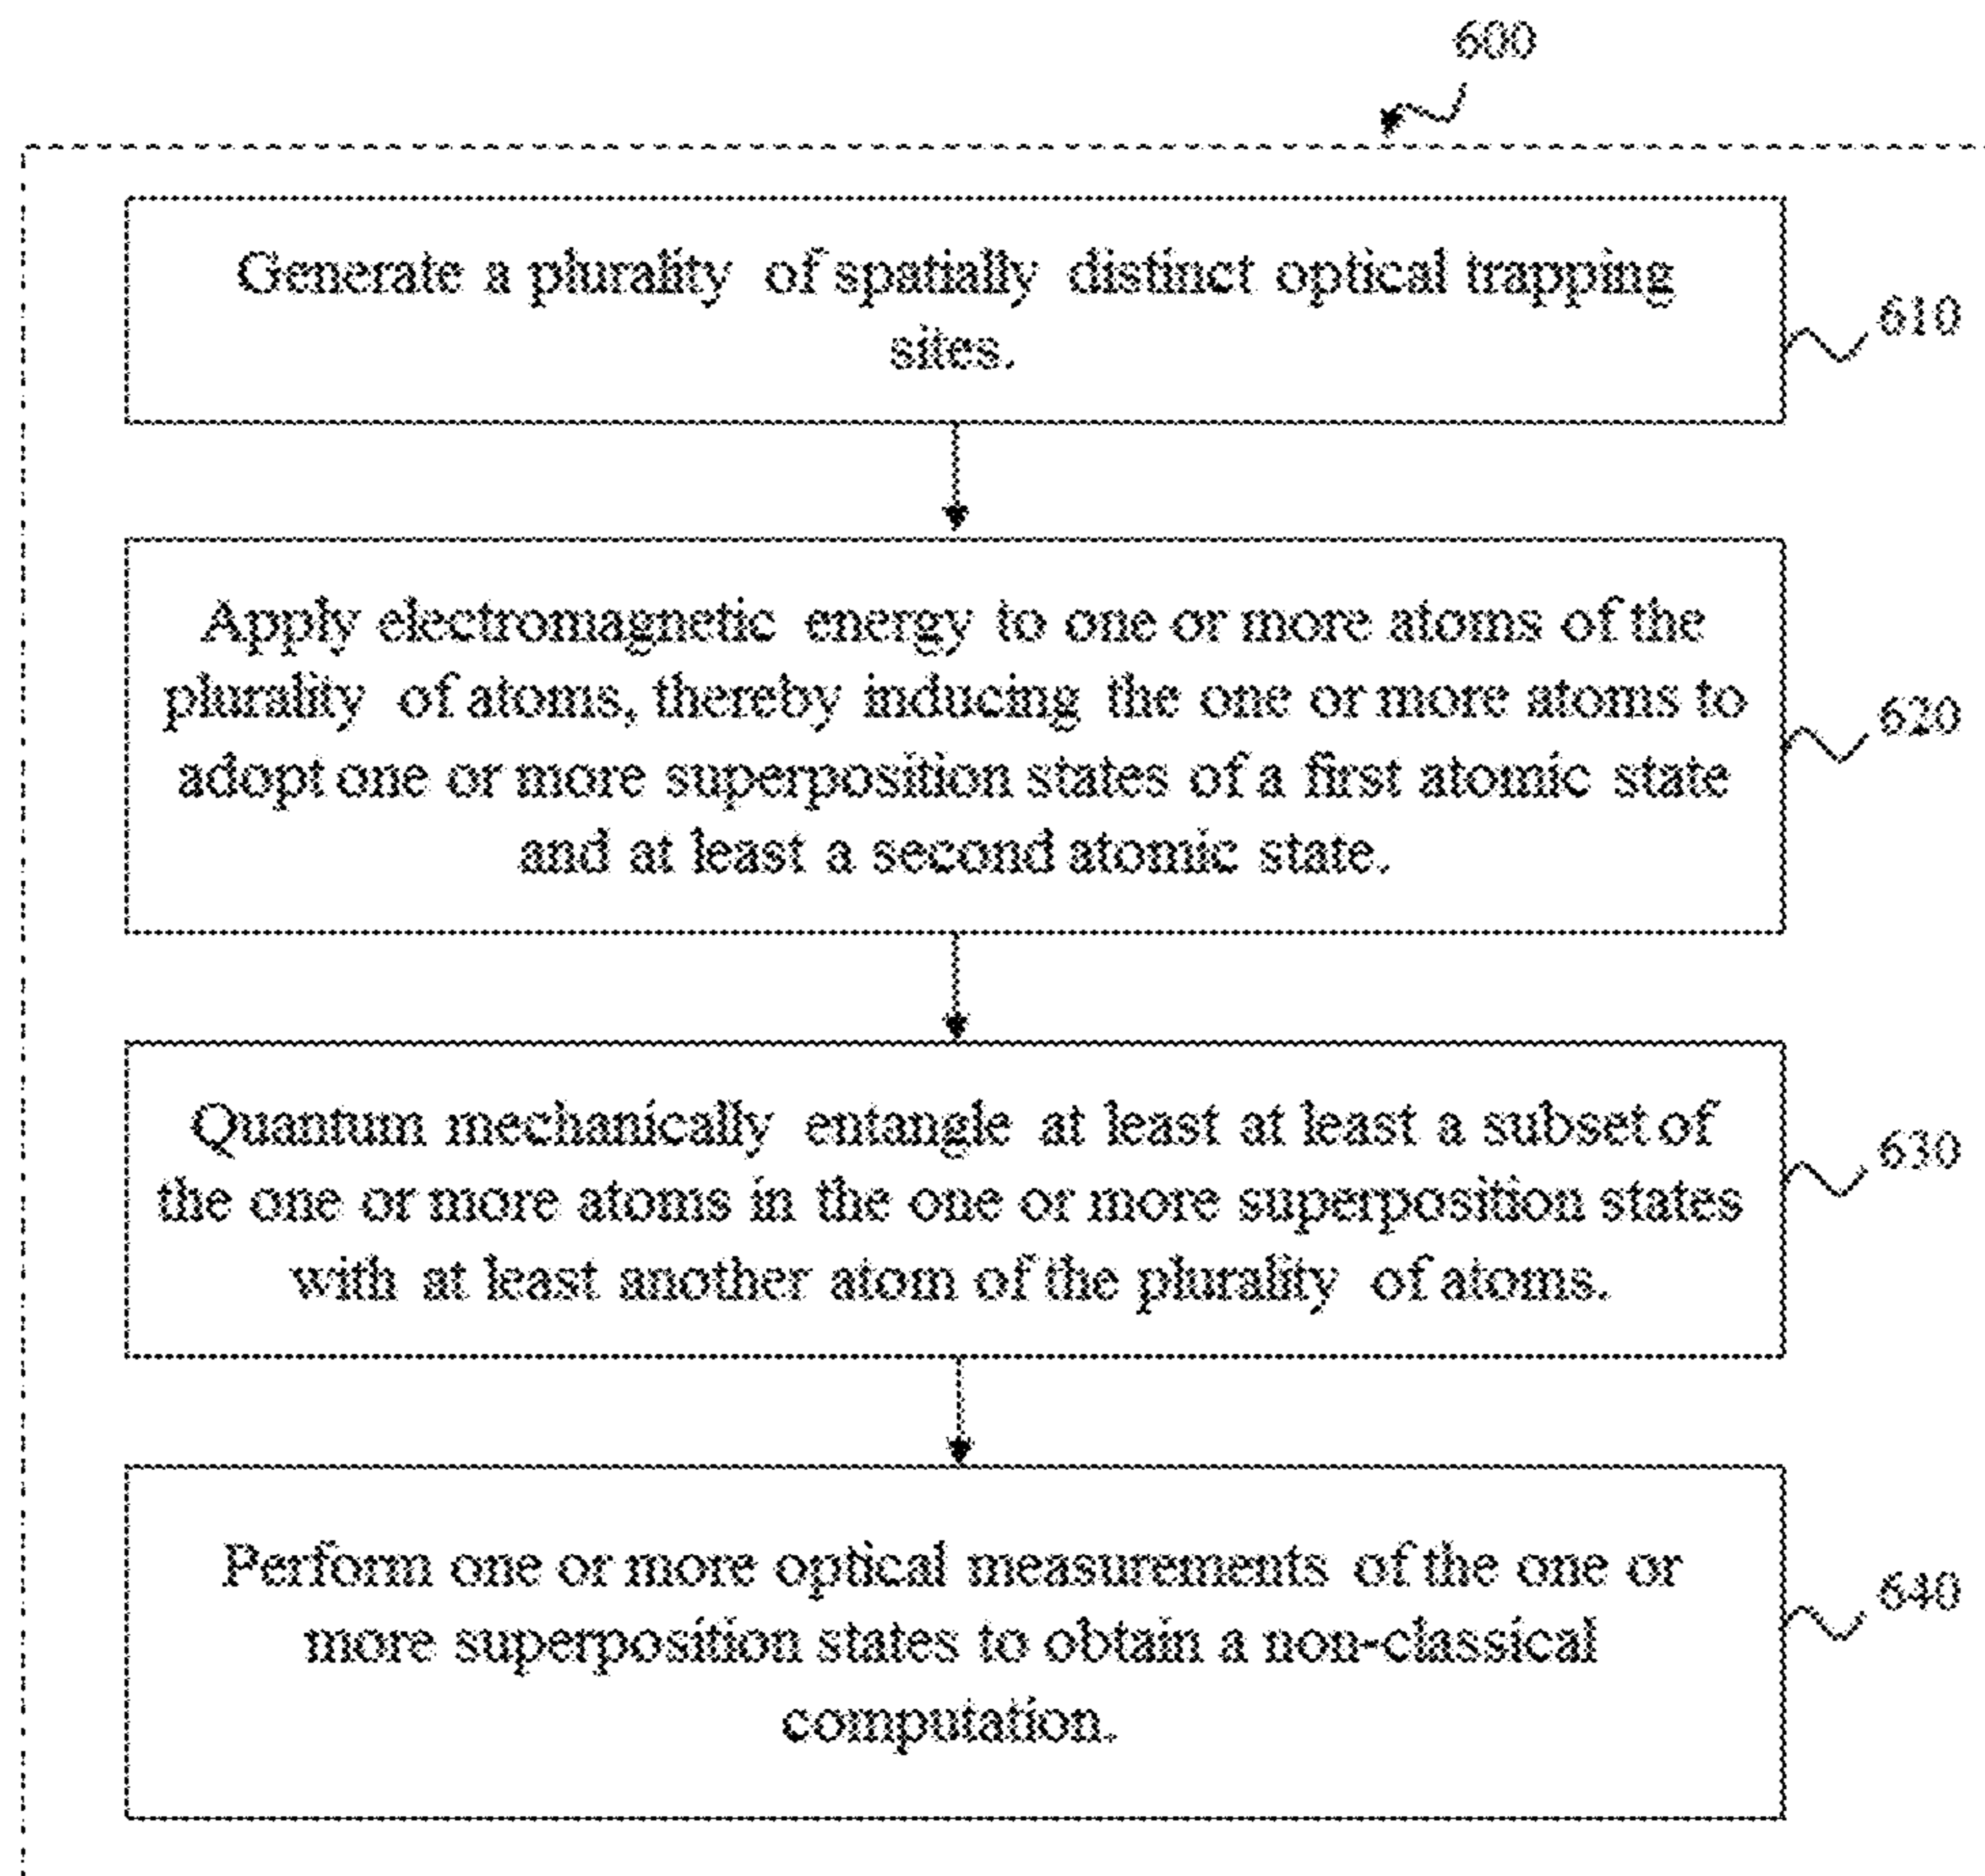 600
Generate a plurality of spatially distinct optical trapping
sites.
610
Apply electromagnetic energy to one or more atoms of the
plurality of atoms, thereby inducing the one or more atoms to
adopt one or more superposition states of a first atomic state
and at least a second atomic state.
620
Quantum mechanically entangle at least at least a subset of
the one or more atoms in the one or more superposition states
with at least another atom of the plurality of atoms.
630
Perform one or more optical measurements of the one or
more superposition states to obtain a non-classical
computation.
640